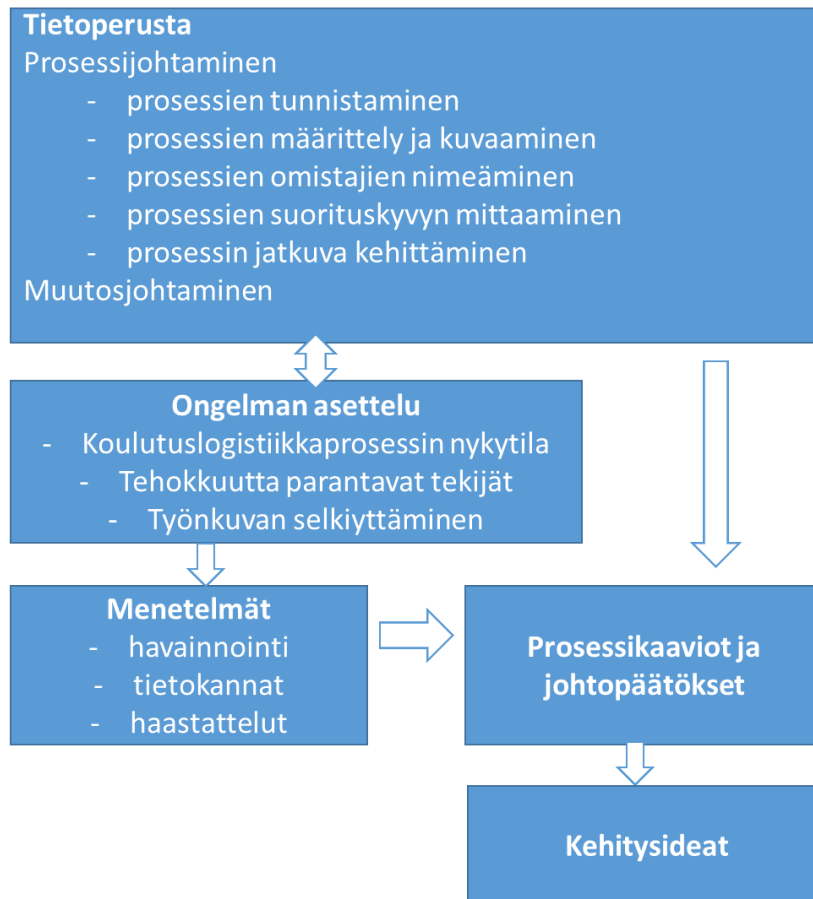 Tietoperusta
Prosessijohtaminen
- prosessien tunnistaminen
- prosessien määrittely ja kuvaaminen
- prosessien omistajien nimeäminen
- prosessien suorituskyvyn mittaaminen
- prosessin jatkuva kehittäminen
Muutosjohtaminen
Ongelman asettelu
- Koulutuslogistiikkaprosessin nykytila
- Tehokkuutta parantavat tekijät
- Työnkuvan selkiyttäminen
Menetelmät
- havainnointi
- tietokannat
- haastattelut
Prosessikaaviot ja
johtopäätökset
Kehitysideat